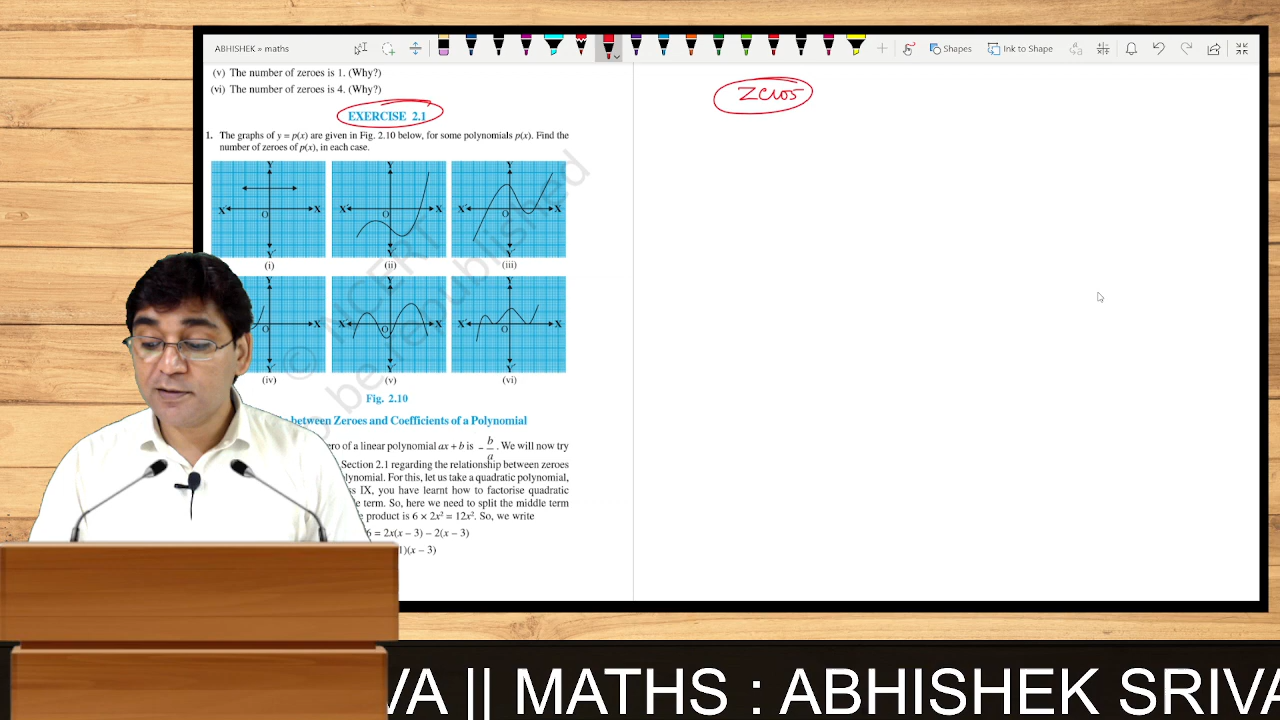 ABHISHEK » maths
Shapes
Ink to Shape
(v) The number of zeroes is 1. (Why?)
(vi) The number of zeroes is 4. (Why?)
EXERCISE 2.1
1. The graphs of y = p(x) are given in Fig. 2.10 below, for some polynomials p(x). Find the
number of zeroes of p(x), in each case.
Y Y Y
X' O X X' O X X' O X
Y' Y' Y'
(i) (ii) (iii)
Y Y Y
O X X' O X X' O X
Y' Y' Y'
(iv) (v) (vi)
Fig. 2.10
between Zeroes and Coefficients of a Polynomial
ero of a linear polynomial ax + b is – b/a. We will now try
Section 2.1 regarding the relationship between zeroes
lynomial. For this, let us take a quadratic polynomial,
ss IX, you have learnt how to factorise quadratic
e term. So, here we need to split the middle term
product is 6 × 2x² = 12x². So, we write
6 = 2x(x – 3) – 2(x – 3)
1)(x – 3)
© NCERT
be republished
zeros
VA || MATHS : ABHISHEK SRIVA